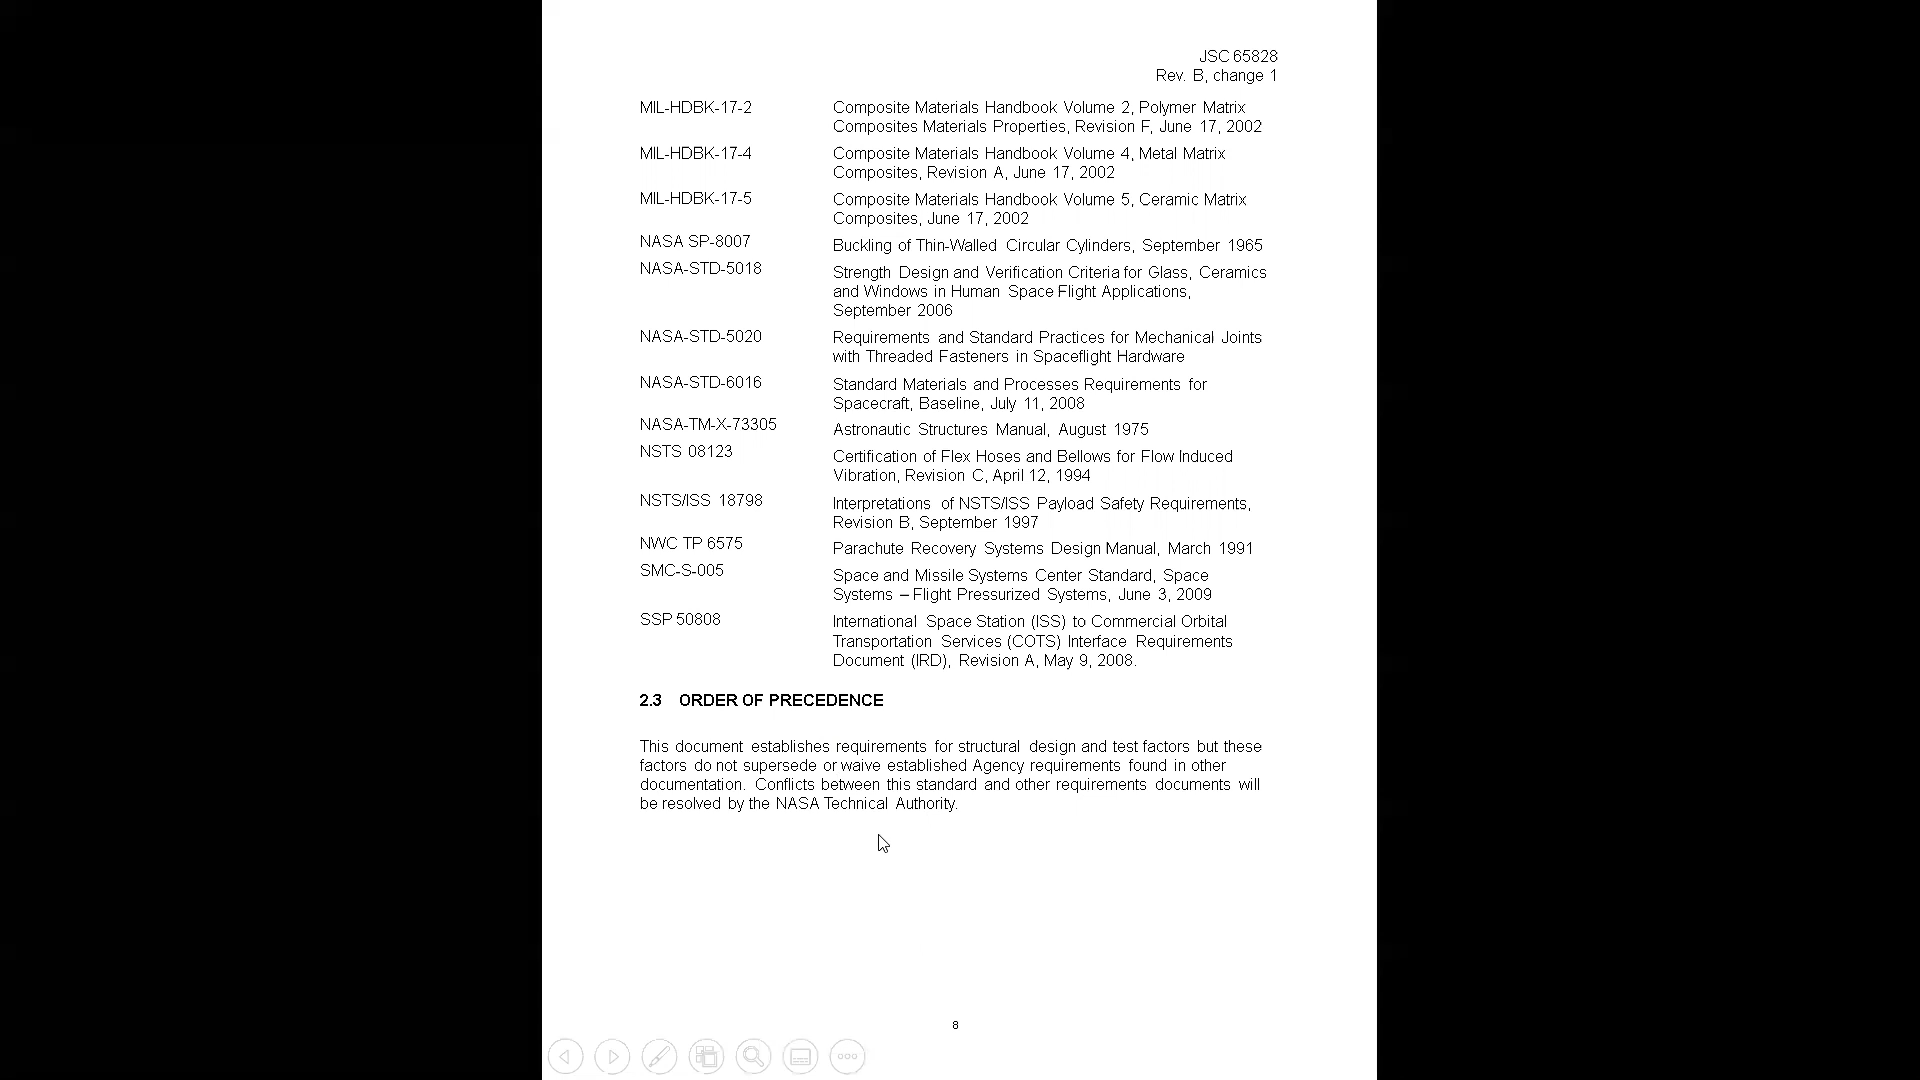 JSC 65828
Rev. B, change 1
MIL-HDBK-17-2 Composite Materials Handbook Volume 2, Polymer Matrix
Composites Materials Properties, Revision F, June 17, 2002
MIL-HDBK-17-4 Composite Materials Handbook Volume 4, Metal Matrix
Composites, Revision A, June 17, 2002
MIL-HDBK-17-5 Composite Materials Handbook Volume 5, Ceramic Matrix
Composites, June 17, 2002
NASA SP-8007 Buckling of Thin-Walled Circular Cylinders, September 1965
NASA-STD-5018 Strength Design and Verification Criteria for Glass, Ceramics
and Windows in Human Space Flight Applications,
September 2006
NASA-STD-5020 Requirements and Standard Practices for Mechanical Joints
with Threaded Fasteners in Spaceflight Hardware
NASA-STD-6016 Standard Materials and Processes Requirements for
Spacecraft, Baseline, July 11, 2008
NASA-TM-X-73305 Astronautic Structures Manual, August 1975
NSTS 08123 Certification of Flex Hoses and Bellows for Flow Induced
Vibration, Revision C, April 12, 1994
NSTS/ISS 18798 Interpretations of NSTS/ISS Payload Safety Requirements,
Revision B, September 1997
NWC TP 6575 Parachute Recovery Systems Design Manual, March 1991
SMC-S-005 Space and Missile Systems Center Standard, Space
Systems – Flight Pressurized Systems, June 3, 2009
SSP 50808 International Space Station (ISS) to Commercial Orbital
Transportation Services (COTS) Interface Requirements
Document (IRD), Revision A, May 9, 2008.
2.3 ORDER OF PRECEDENCE
This document establishes requirements for structural design and test factors but these
factors do not supersede or waive established Agency requirements found in other
documentation. Conflicts between this standard and other requirements documents will
be resolved by the NASA Technical Authority.
8